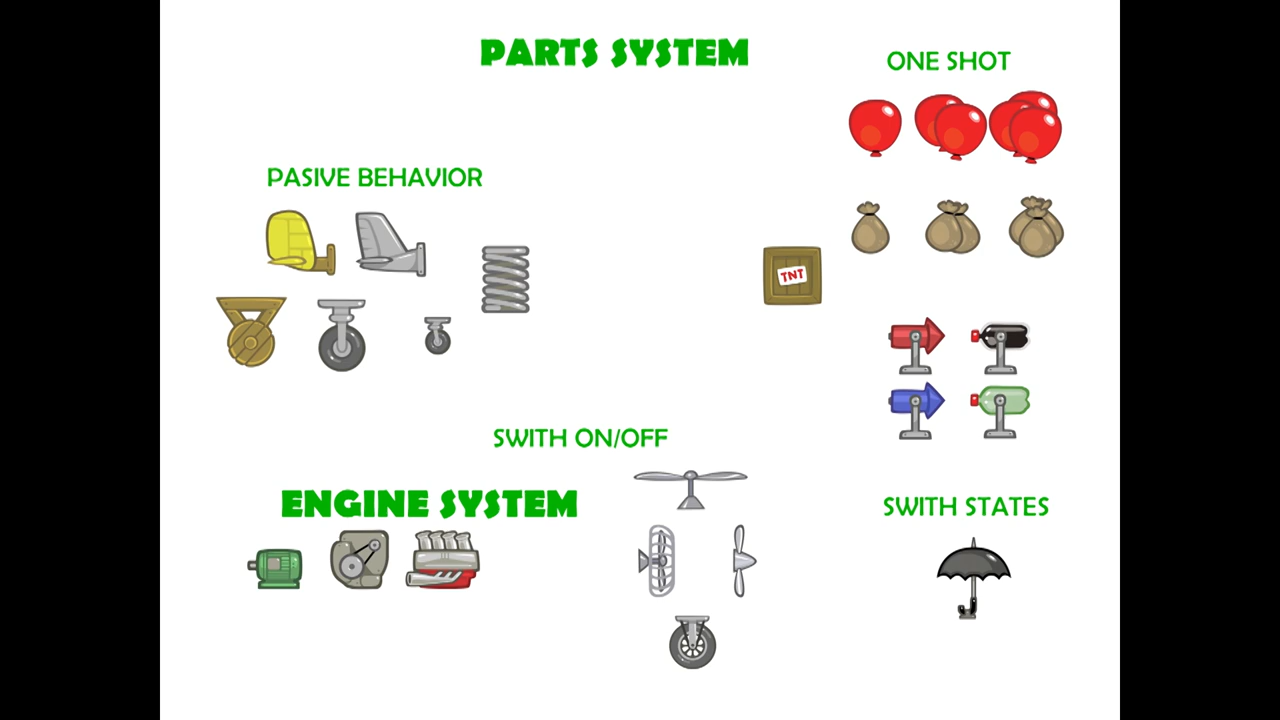 PARTS SYSTEM
ONE SHOT
PASIVE BEHAVIOR
TNT
SWITH ON/OFF
ENGINE SYSTEM
SWITH STATES